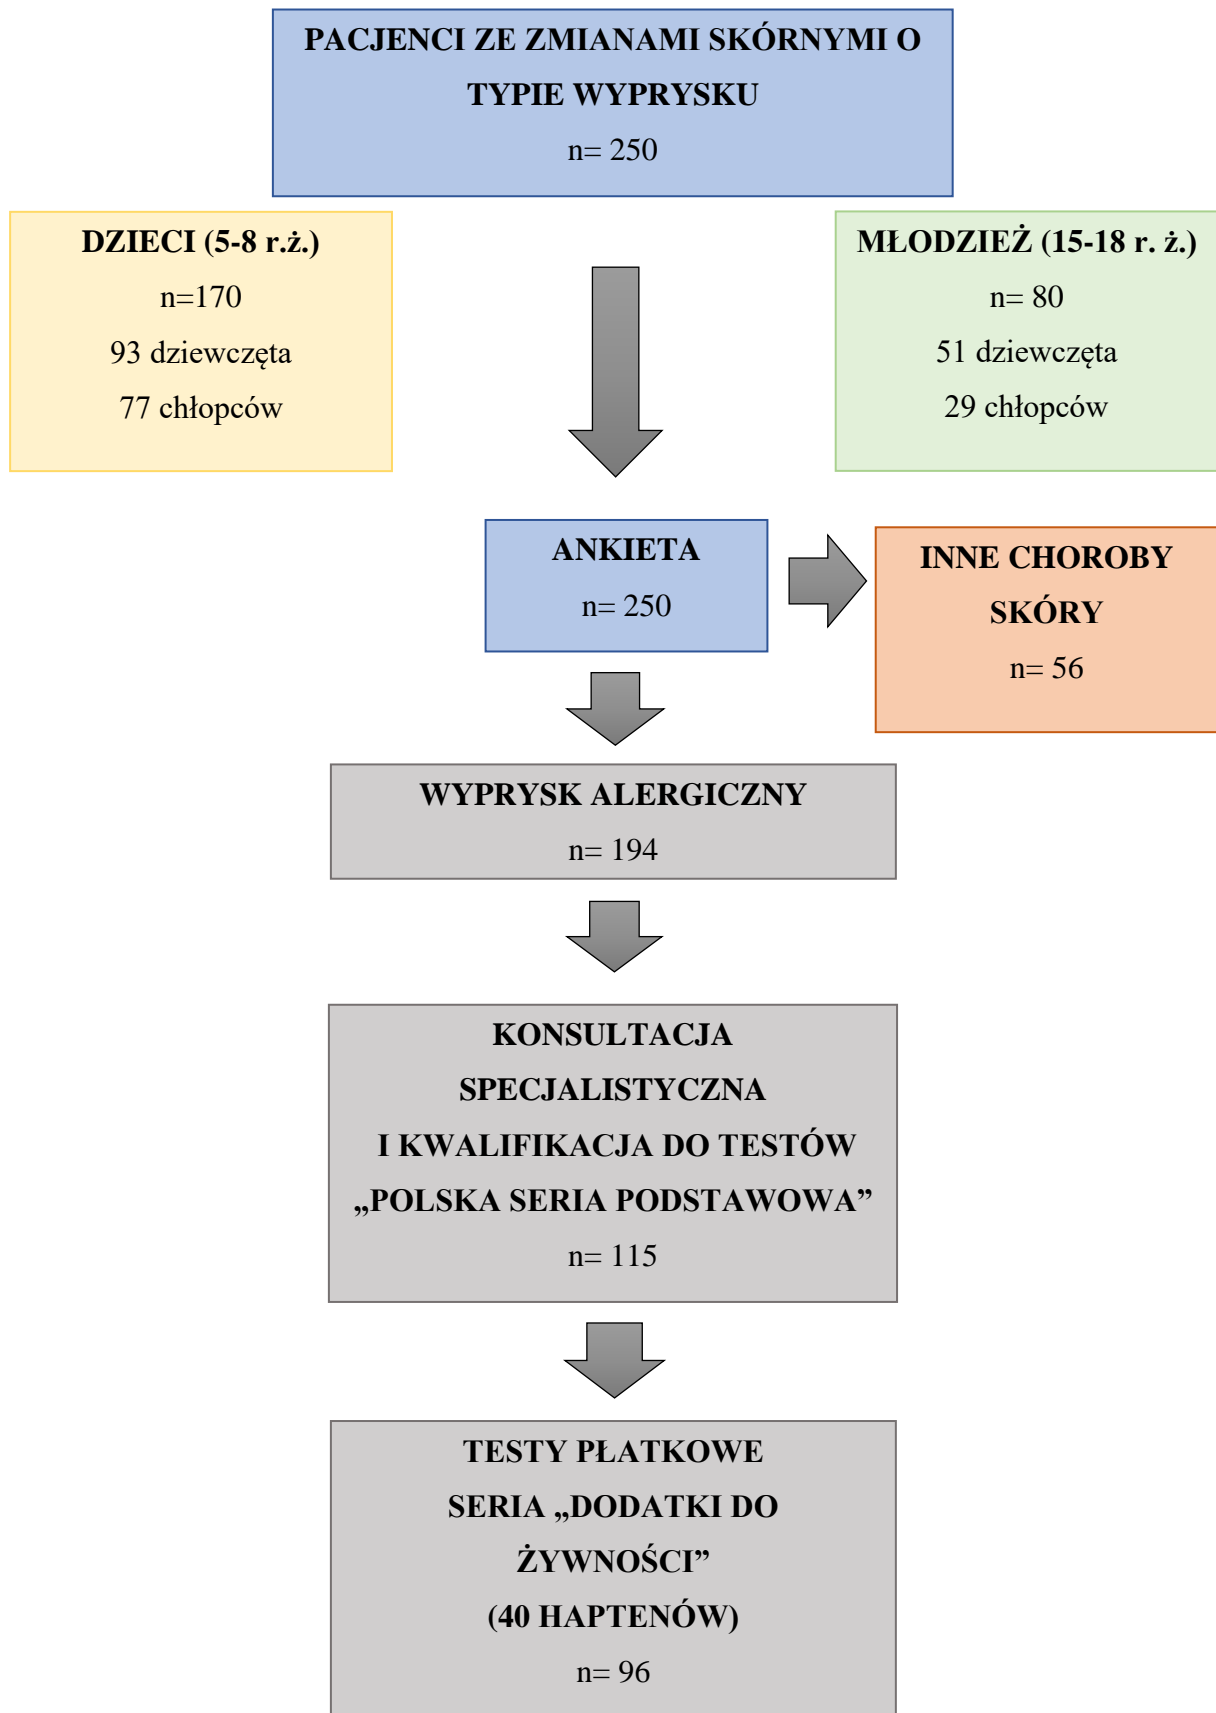 PACJENCI ZE ZMIANAMI SKÓRNYMI O
TYPIE WYPRYSKU
n= 250
DZIECI (5-8 r.ż.)
n=170
93 dziewczęta
77 chłopców
MŁODZIEŻ (15-18 r. ż.)
n= 80
51 dziewczęta
29 chłopców
ANKIETA
n= 250
INNE CHOROBY
SKÓRY
n= 56
WYPRYSK ALERGICZNY
n= 194
KONSULTACJA
SPECJALISTYCZNA
I KWALIFIKACJA DO TESTÓW
„POLSKA SERIA PODSTAWOWA”
n= 115
TESTY PŁATKOWE
SERIA „DODATKI DO
ŻYWNOŚCI”
(40 HAPTENÓW)
n= 96